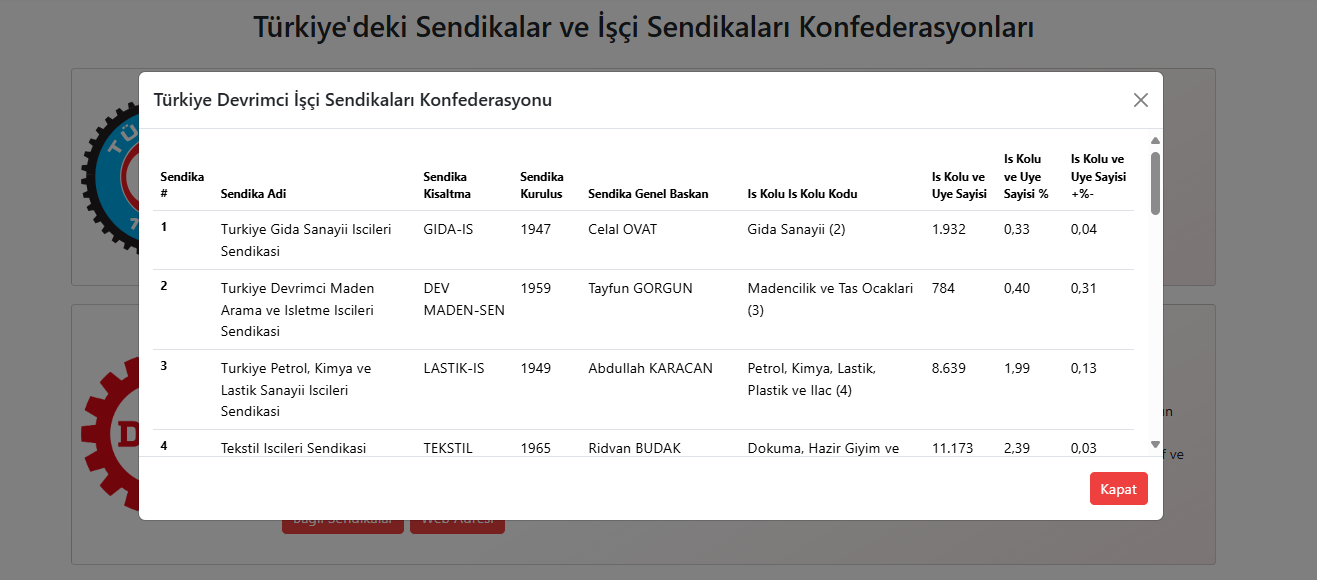 Türkiye'deki Sendikalar ve İşçi Sendikaları Konfederasyonları
Türkiye Devrimci İşçi Sendikaları Konfederasyonu
Sendika # Sendika Adi Sendika Kisaltma Sendika Kurulus Sendika Genel Baskan Is Kolu Is Kolu Kodu Is Kolu ve Uye Sayisi Is Kolu ve Uye Sayisi % Is Kolu ve Uye Sayisi +%-
1 Turkiye Gida Sanayii Iscileri GIDA-IS 1947 Celal OVAT Gida Sanayii (2) 1.932 0,33 0,04
Sendikasi
2 Turkiye Devrimci Maden DEV 1959 Tayfun GORGUN Madencilik ve Tas Ocaklari 784 0,40 0,31
Arama ve Isletme Iscileri MADEN-SEN (3)
Sendikasi
3 Turkiye Petrol, Kimya ve LASTIK-IS 1949 Abdullah KARACAN Petrol, Kimya, Lastik, 8.639 1,99 0,13
Lastik Sanayii Iscileri Plastik ve Ilac (4)
Sendikasi
4 Tekstil Iscileri Sendikasi TEKSTIL 1965 Ridvan BUDAK Dokuma, Hazir Giyim ve 11.173 2,39 0,03
Kapat
TÜ
D
ve
Bağlı Sendikalar Web Adresi